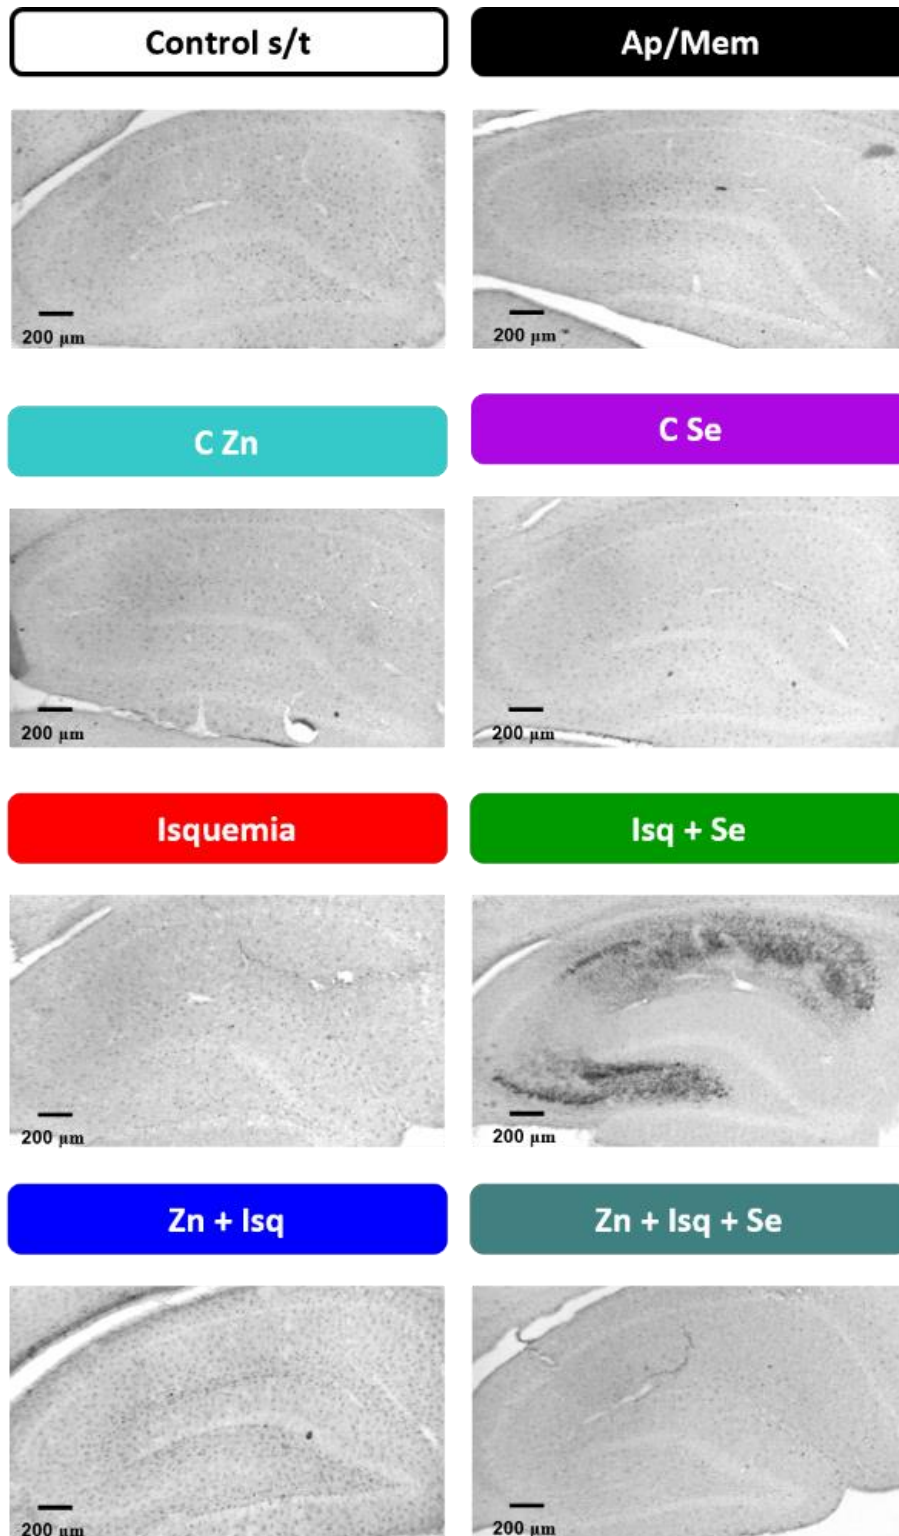 Control s/t
Ap/Mem
200 µm
200 µm
C Zn
C Se
200 µm
200 µm
Isquemia
Isq + Se
200 µm
200 µm
Zn + Isq
Zn + Isq + Se
200 µm
200 µm